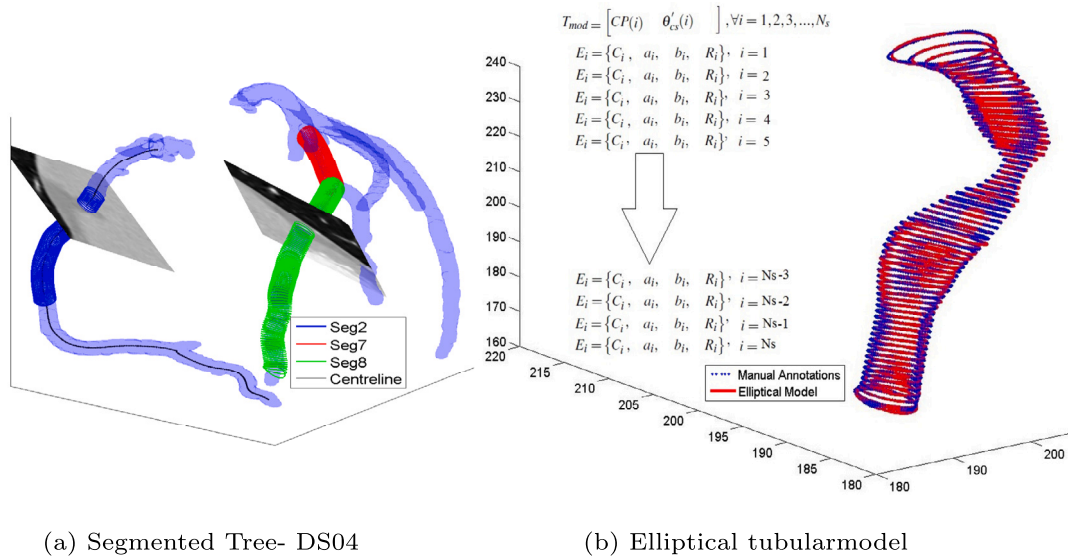 Seg2
Seg7
Seg8
Centreline
(a) Segmented Tree- DS04
T_mod = [CP(i) θ'_cs(i) ] ,∀i = 1,2,3,...,N_s
E_i = {C_i , a_i, b_i, R_i}, i = 1
E_i = {C_i , a_i, b_i, R_i}, i = 2
E_i = {C_i , a_i, b_i, R_i}, i = 3
E_i = {C_i , a_i, b_i, R_i}, i = 4
E_i = {C_i , a_i, b_i, R_i}, i = 5
E_i = {C_i , a_i, b_i, R_i}, i = Ns-3
E_i = {C_i , a_i, b_i, R_i}, i = Ns-2
E_i = {C_i , a_i, b_i, R_i}, i = Ns-1
E_i = {C_i , a_i, b_i, R_i}, i = Ns
240
230
220
210
200
190
180
170
160
220
215
210
205
200
195
190
185
180
180
190
200
Manual Annotations
Elliptical Model
(b) Elliptical tubularmodel